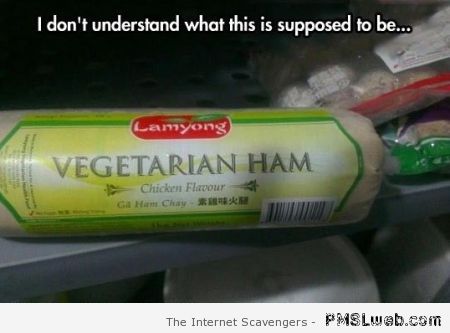 I don't understand what this is supposed to be...
Lamyong
VEGETARIAN HAM
Chicken Flavour
Gà Ham Chay - 素雞味火腿
The Internet Scavengers - PMSLweb.com